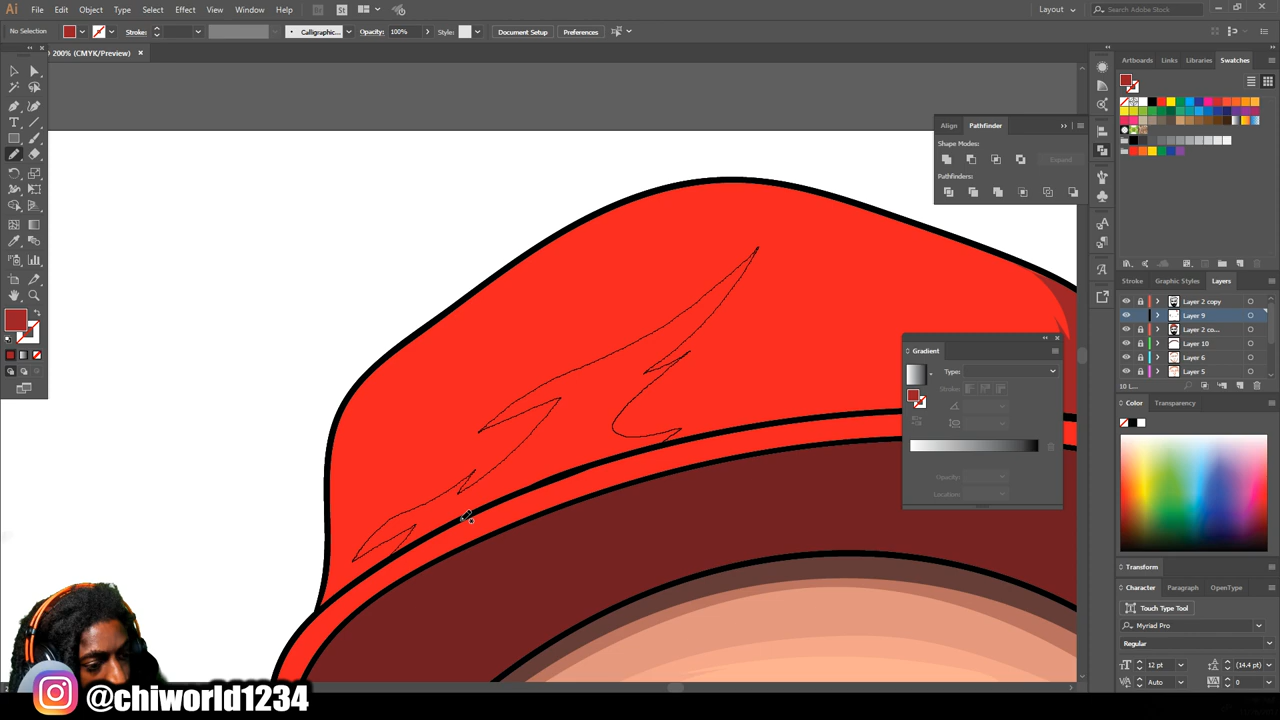 Ai File Edit Object Type Select Effect View Window Help Br St Layout Search Adobe Stock
No Selection Stroke: Calligraphic... Opacity: 100% Style: Document Setup Preferences
200% (CMYK/Preview) ×
Artboards Links Libraries Swatches
Align Pathfinder
Shape Modes:
Expand
Pathfinders:
Stroke Graphic Styles Layers
Layer 2 copy
Layer 9
Layer 2 co...
Layer 10
Layer 6
Layer 5
10 L...
Gradient
Type:
Stroke:
Opacity:
Location:
Color Transparency
Transform
Character Paragraph OpenType
Touch Type Tool
Myriad Pro
Regular
12 pt (14.4 pt)
Auto 0
@chiworld1234